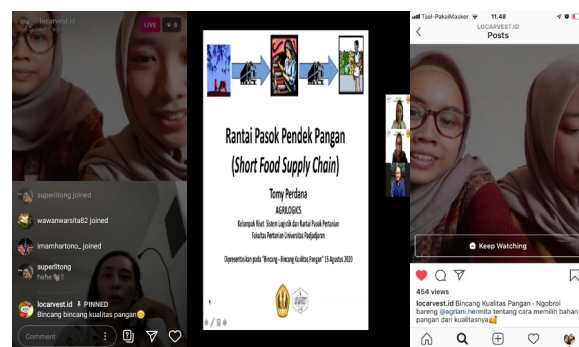 locarvest.id
LIVE
8
superlitong joined
wawanwarsita82 joined
imamhartono_ joined
superlitong
hehe 👋🏼!!
locarvest.id PINNED
Bincang bincang kualitas pangan😊
Comment
Rantai Pasok Pendek Pangan
(Short Food Supply Chain)
Tomy Perdana
AGRILOGICS
Kelompok Riset Sistem Logistik dan Rantai Pasok Pertanian
Fakultas Pertanian Universitas Padjadjaran
Dipresentasikan pada "Bincang - Bincang Kualitas Pangan" 15 Agustus 2020
Tsel-PakaiMasker
11.48
LOCARVEST.ID
Posts
Keep Watching
454 views
locarvest.id Bincang Kualitas Pangan - Ngobrol
bareng @agriani.hermita tentang cara memilih bahan
pangan dari kualitasnya🥰